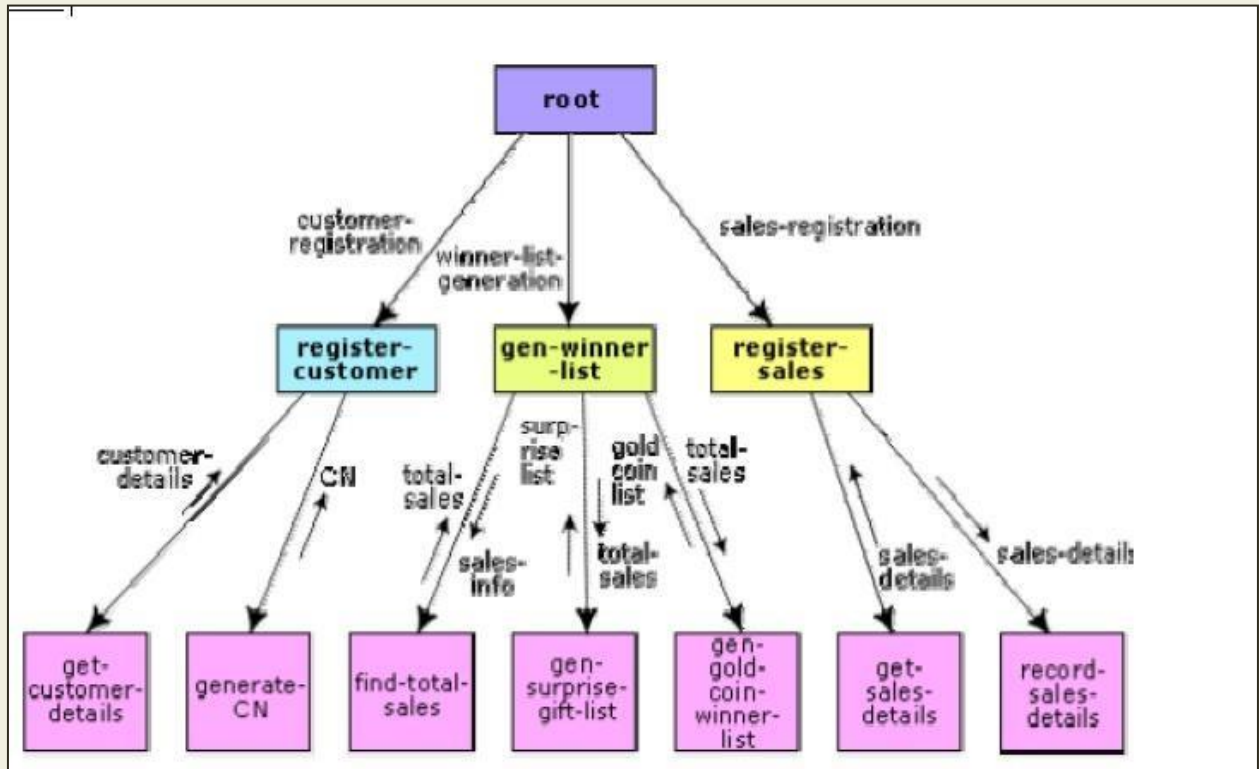 root
customer-
registration
winner-list-
generation
sales-registration
register-
customer
gen-winner
-list
register-
sales
customer-
details
CN
total-
sales
surp-
rise
list
gold
coin
list
total-
sales
sales-
info
total-
sales
sales-
details
sales-details
get-
customer-
details
generate-
CN
find-total-
sales
gen-
surprise-
gift-list
gen-
gold-
coin-
winner-
list
get-
sales-
details
record-
sales-
details